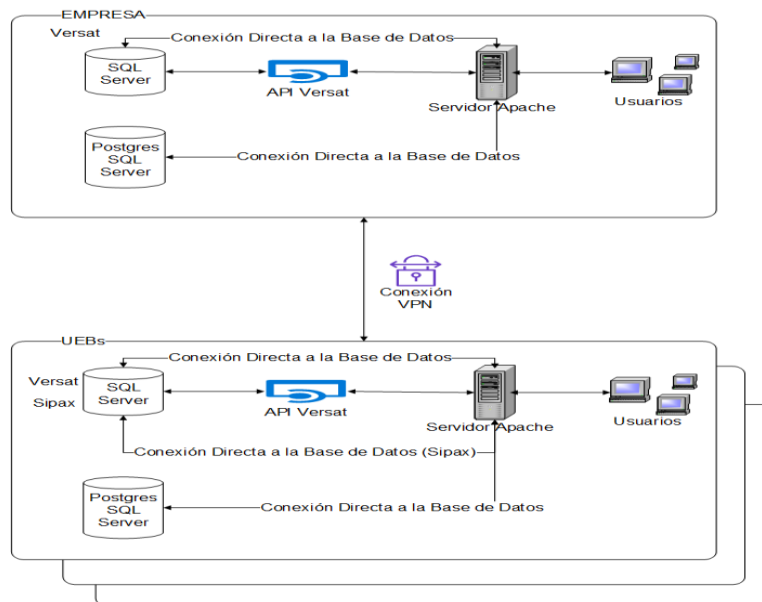 EMPRESA
Versat
Conexión Directa a la Base de Datos
SQL
Server
API Versat
Servidor Apache
Usuarios
Postgres
SQL
Server
Conexión Directa a la Base de Datos
Conexión
VPN
UEBs
Conexión Directa a la Base de Datos
Versat
Sipax
SQL
Server
API Versat
Servidor Apache
Usuarios
Conexión Directa a la Base de Datos (Sipax)
Postgres
SQL
Server
Conexión Directa a la Base de Datos